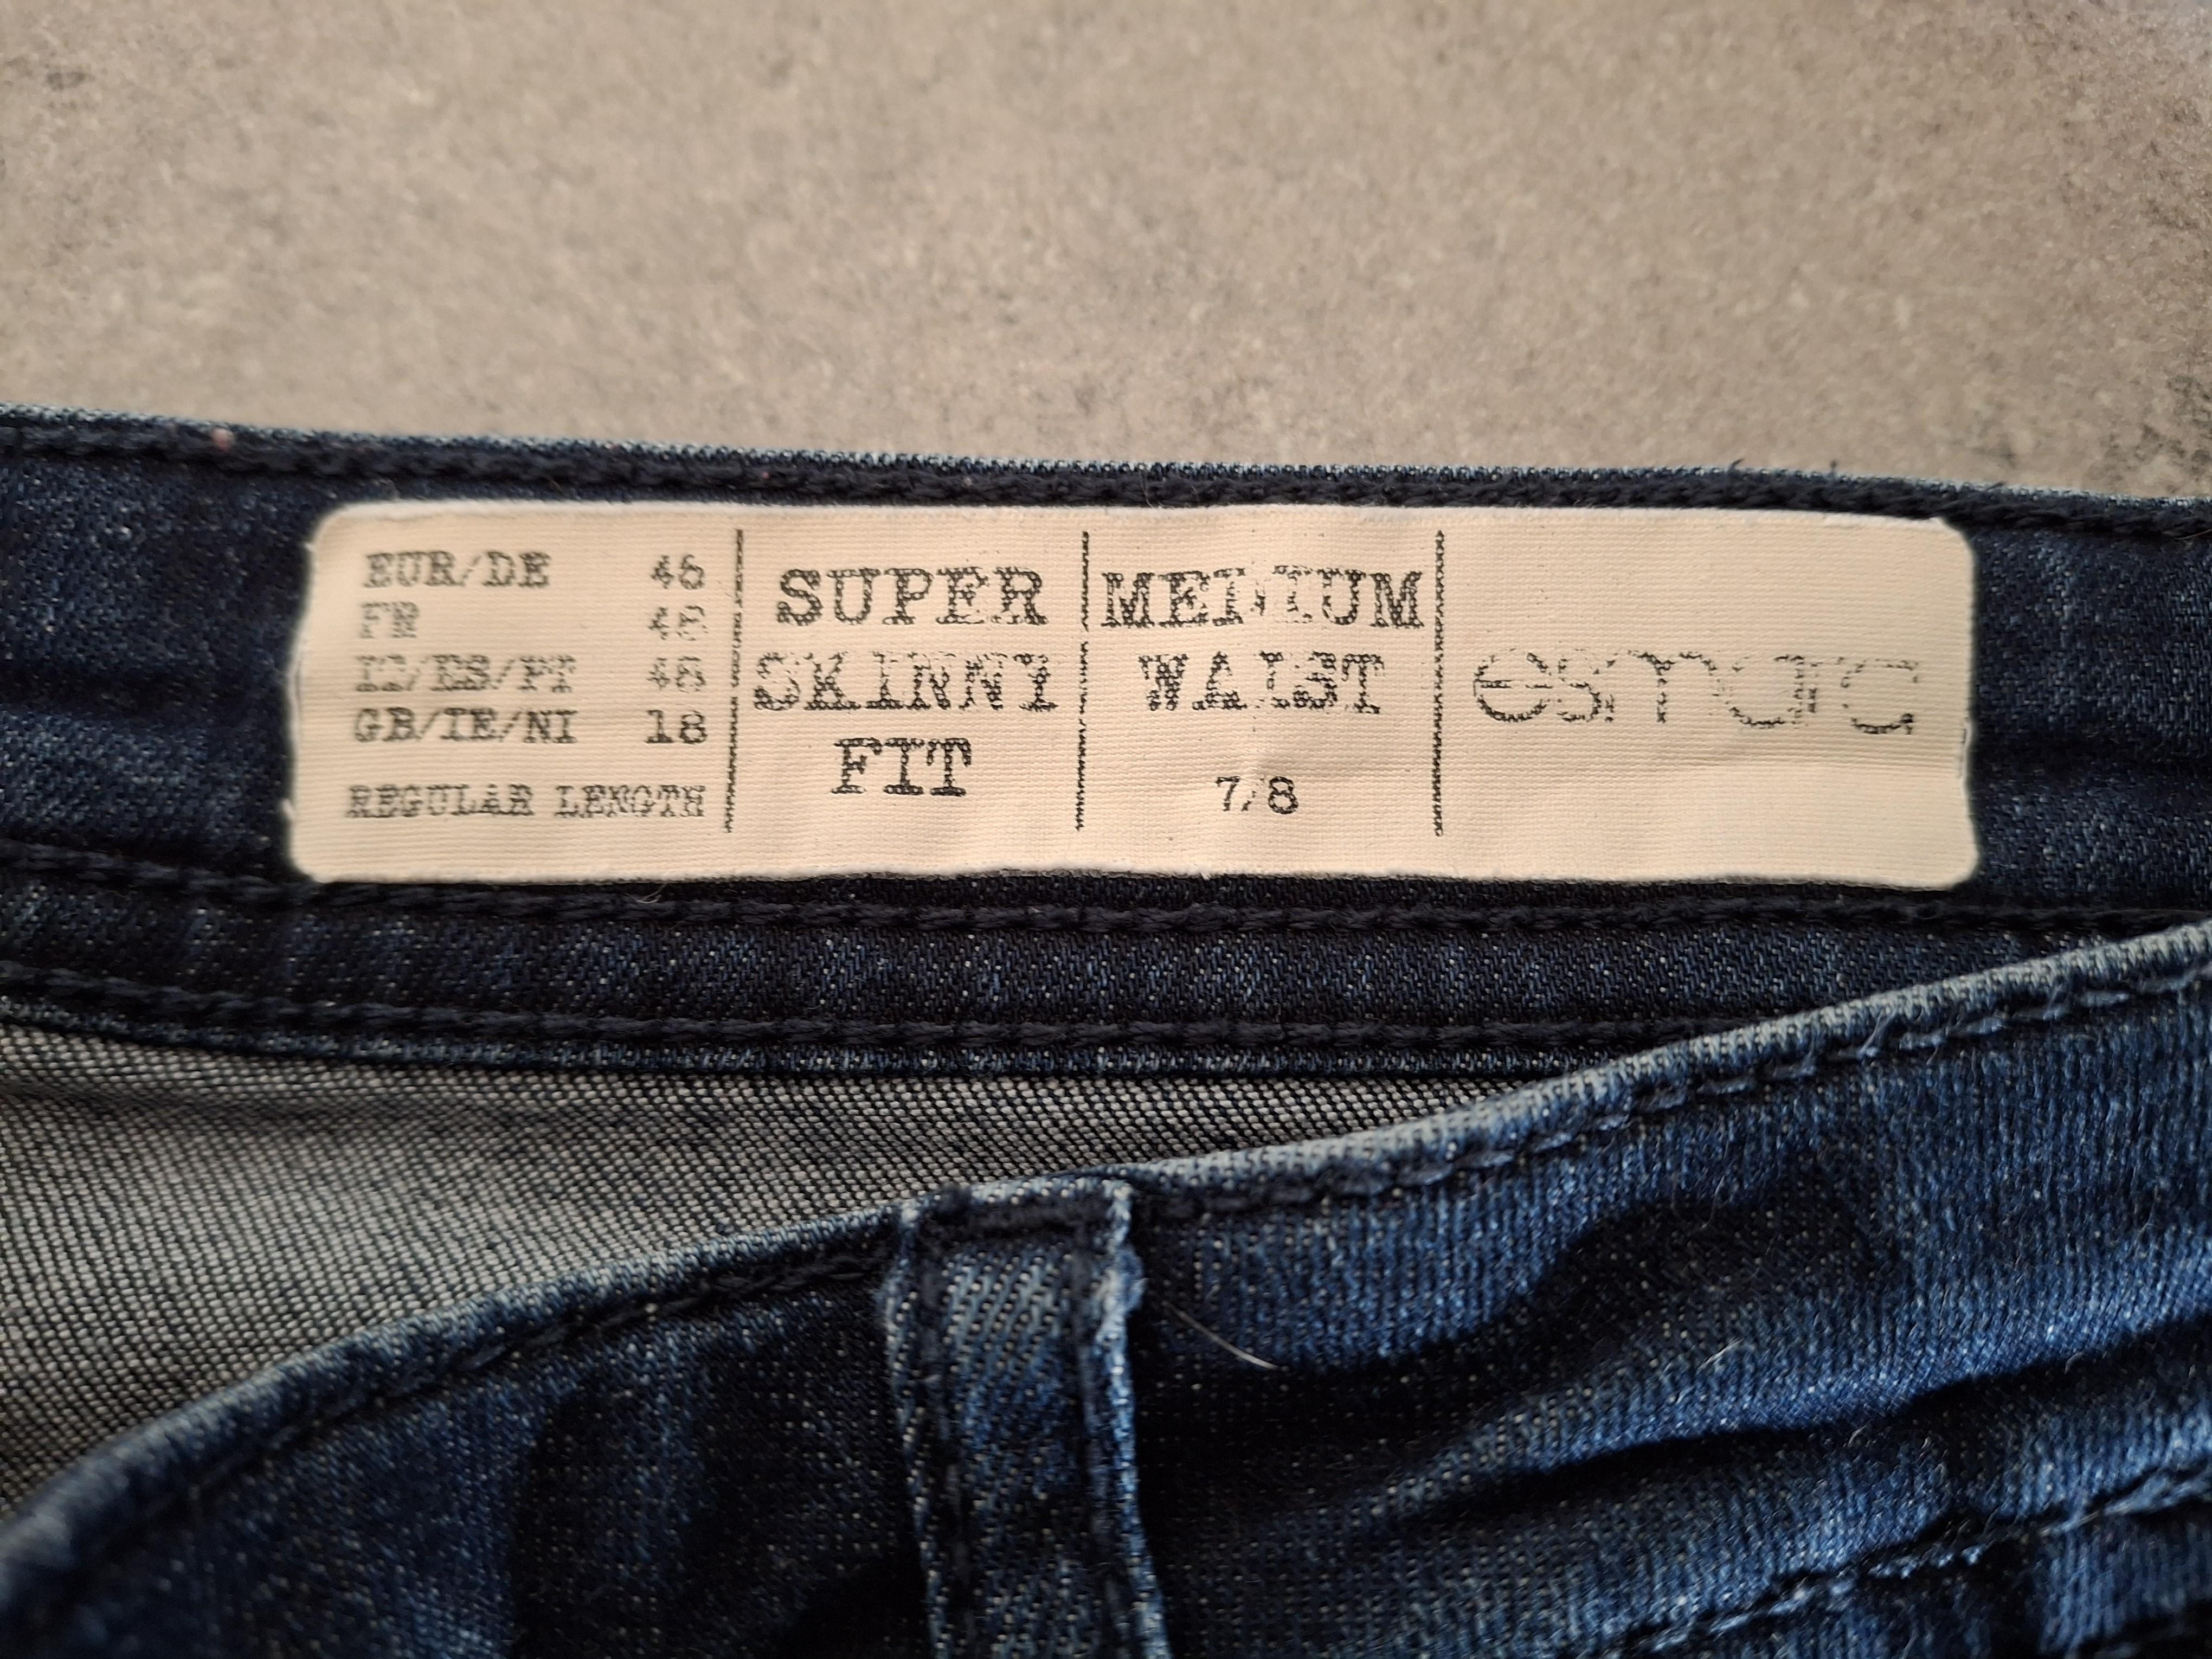 EUR/DE 46
FR 48
IT/ES/PT 48
GB/IE/NI 18
REGULAR LENGTH
SUPER
SKINNY
FIT
MEDIUM
WAIST
7/8
esmara